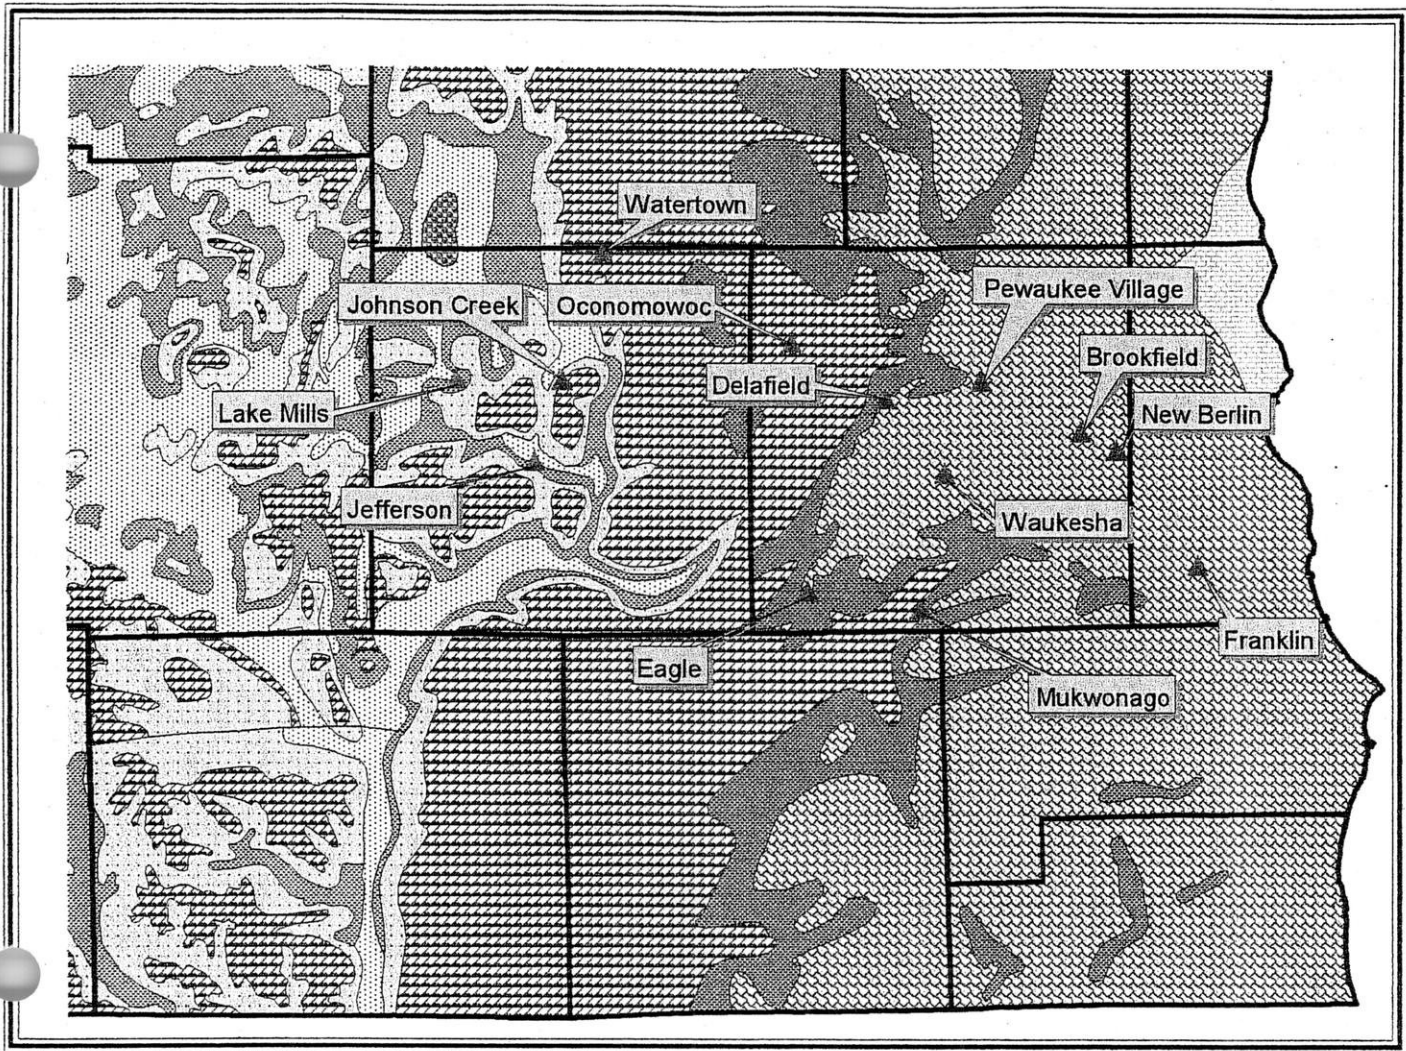 Watertown
Pewaukee Village
Johnson Creek
Oconomowoc
Brookfield
Delafield
Lake Mills
New Berlin
Jefferson
Waukesha
Franklin
Eagle
Mukwonago